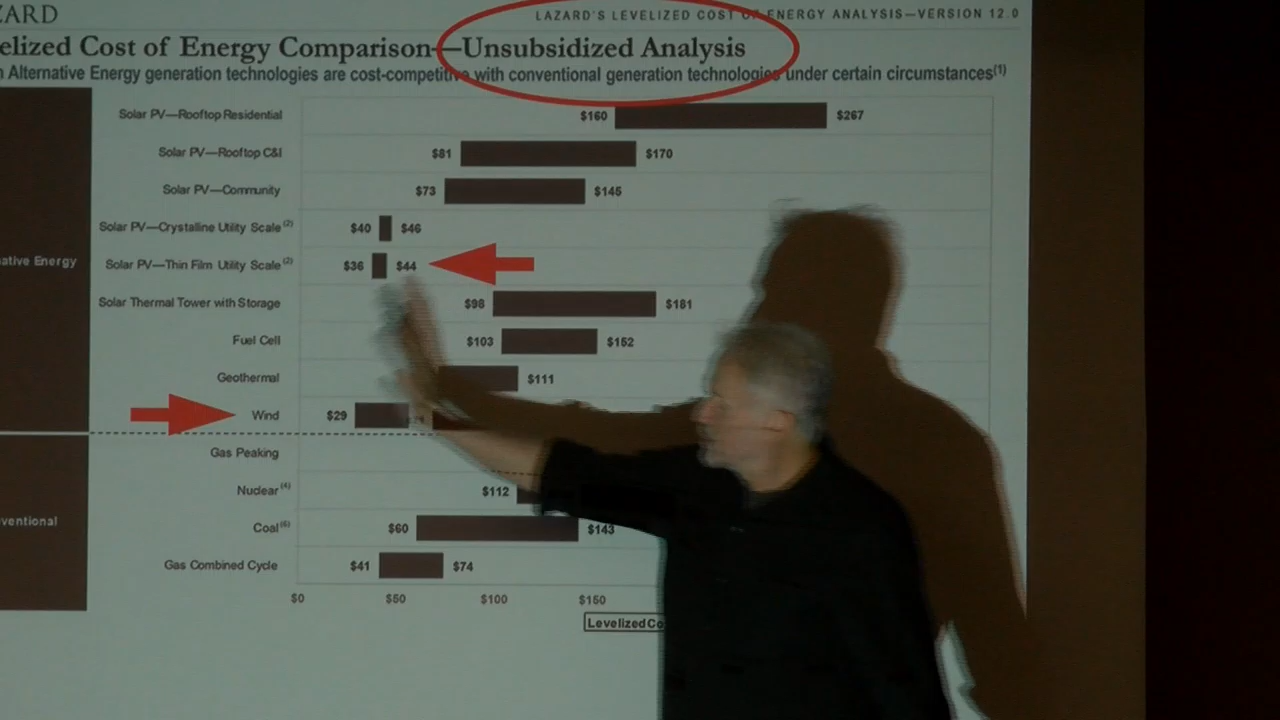 ZARD
LAZARD'S LEVELIZED COST OF ENERGY ANALYSIS—VERSION 12.0
elized Cost of Energy Comparison—Unsubsidized Analysis
n Alternative Energy generation technologies are cost-competitive with conventional generation technologies under certain circumstances(1)
Solar PV—Rooftop Residential $160 $267
Solar PV—Rooftop C&I $81 $170
Solar PV—Community $73 $145
Solar PV—Crystalline Utility Scale (2) $40 $46
native Energy
Solar PV—Thin Film Utility Scale (2) $36 $44
Solar Thermal Tower with Storage $98 $181
Fuel Cell $103 $152
Geothermal $111
Wind $29
Gas Peaking
Nuclear (4) $112
ventional
Coal (6) $60 $143
Gas Combined Cycle $41 $74
$0 $50 $100 $150
Levelized Co